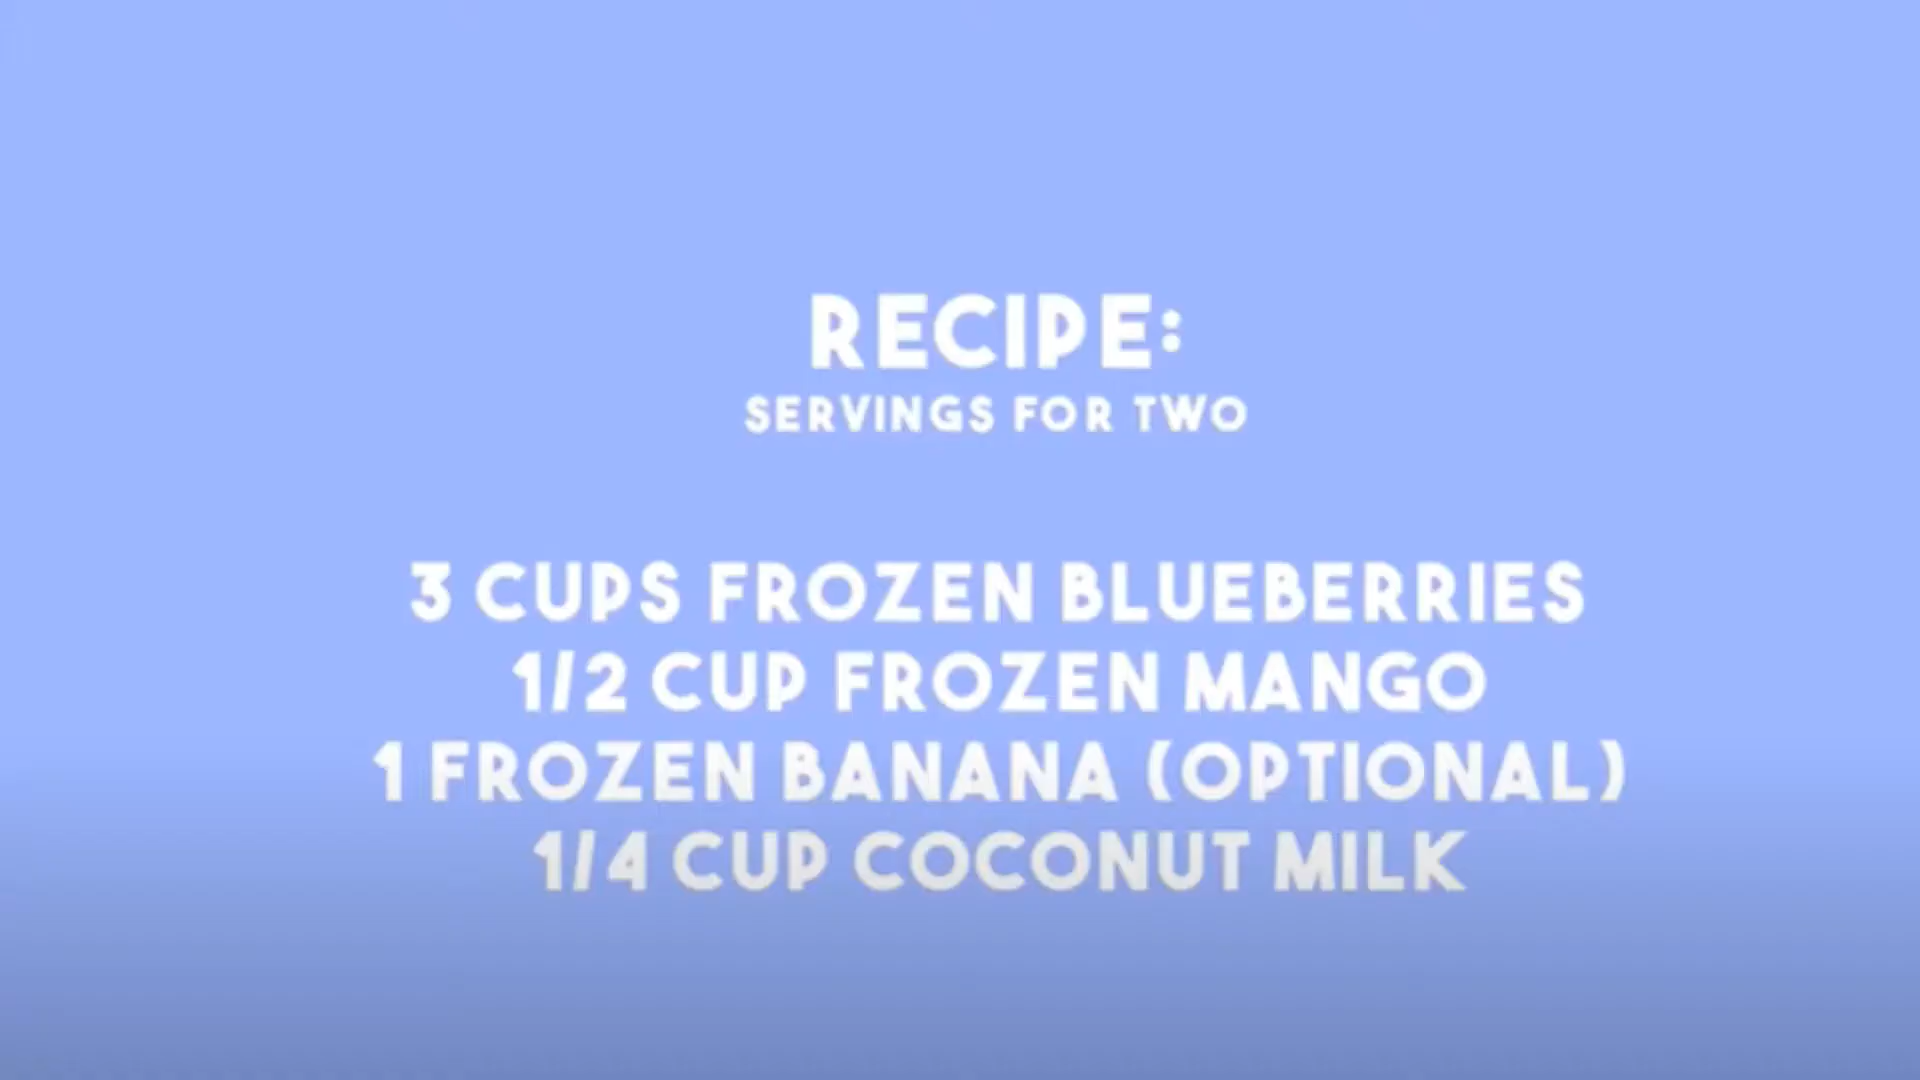 RECIPE:
SERVINGS FOR TWO
3 CUPS FROZEN BLUEBERRIES
1/2 CUP FROZEN MANGO
1 FROZEN BANANA (OPTIONAL)
1/4 CUP COCONUT MILK